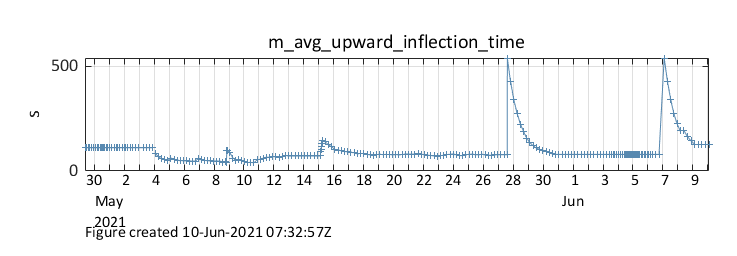 m_avg_upward_inflection_time
500
s
0
30 2 4 6 8 10 12 14 16 18 20 22 24 26 28 30 1 3 5 7 9
May Jun
2021
Figure created 10-Jun-2021 07:32:57Z